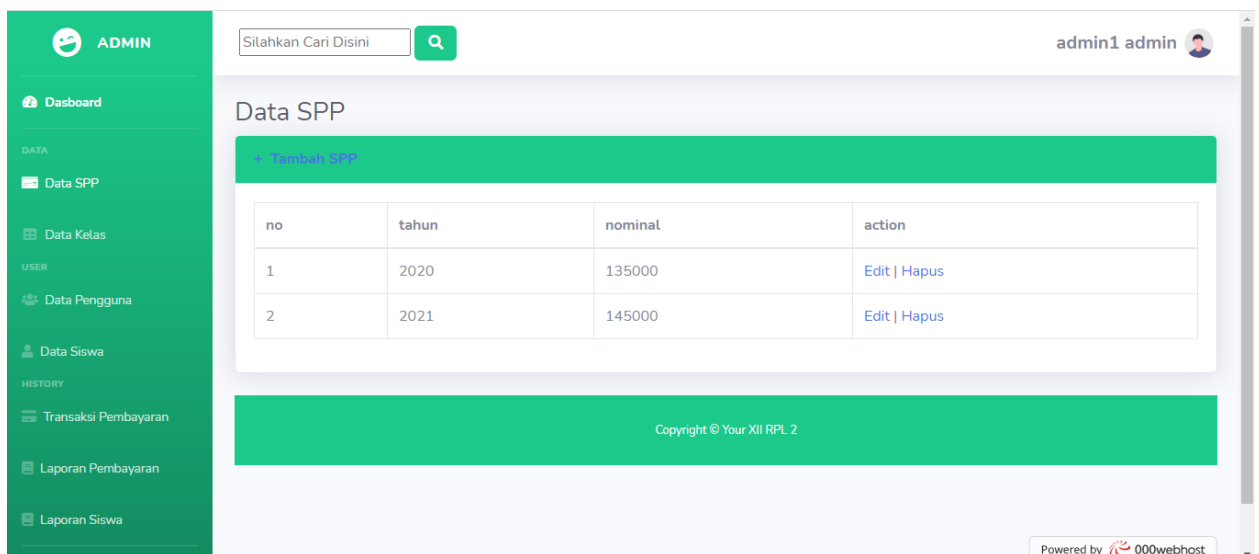 ADMIN
Silahkan Cari Disini
admin1 admin
Dasboard
DATA
Data SPP
Data Kelas
USER
Data Pengguna
Data Siswa
HISTORY
Transaksi Pembayaran
Laporan Pembayaran
Laporan Siswa
Data SPP
+ Tambah SPP
no tahun nominal action
1 2020 135000 Edit | Hapus
2 2021 145000 Edit | Hapus
Copyright © Your XII RPL 2
Powered by 000webhost